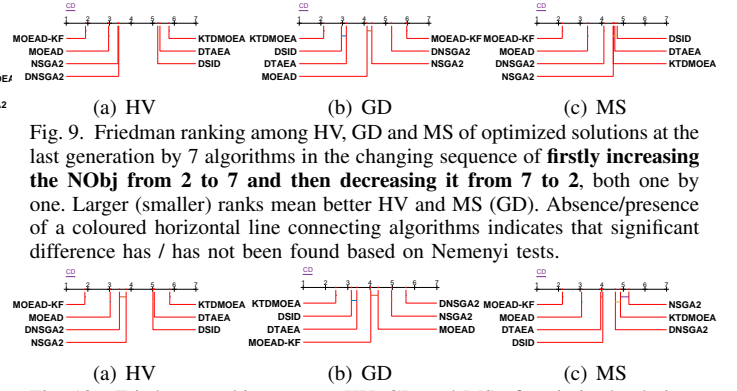 CD CD CD
1 2 3 4 5 6 7 1 2 3 4 5 6 7 1 2 3 4 5 6 7
MOEAD-KF KTDMOEA KTDMOEA MOEAD-KF MOEAD-KF DSID
MOEAD DTAEA DSID DNSGA2 MOEAD DTAEA
NSGA2 DSID DTAEA NSGA2 DNSGA2 KTDMOEA
DNSGA2 MOEAD NSGA2
(a) HV (b) GD (c) MS
Fig. 9. Friedman ranking among HV, GD and MS of optimized solutions at the
last generation by 7 algorithms in the changing sequence of firstly increasing
the NObj from 2 to 7 and then decreasing it from 7 to 2, both one by
one. Larger (smaller) ranks mean better HV and MS (GD). Absence/presence
of a coloured horizontal line connecting algorithms indicates that significant
difference has / has not been found based on Nemenyi tests.
CD CD CD
1 2 3 4 5 6 7 1 2 3 4 5 6 7 1 2 3 4 5 6 7
MOEAD-KF KTDMOEA KTDMOEA DNSGA2 MOEAD-KF NSGA2
MOEAD DTAEA DSID NSGA2 MOEAD KTDMOEA
DNSGA2 DSID DTAEA MOEAD DTAEA DNSGA2
NSGA2 MOEAD-KF DSID
(a) HV (b) GD (c) MS